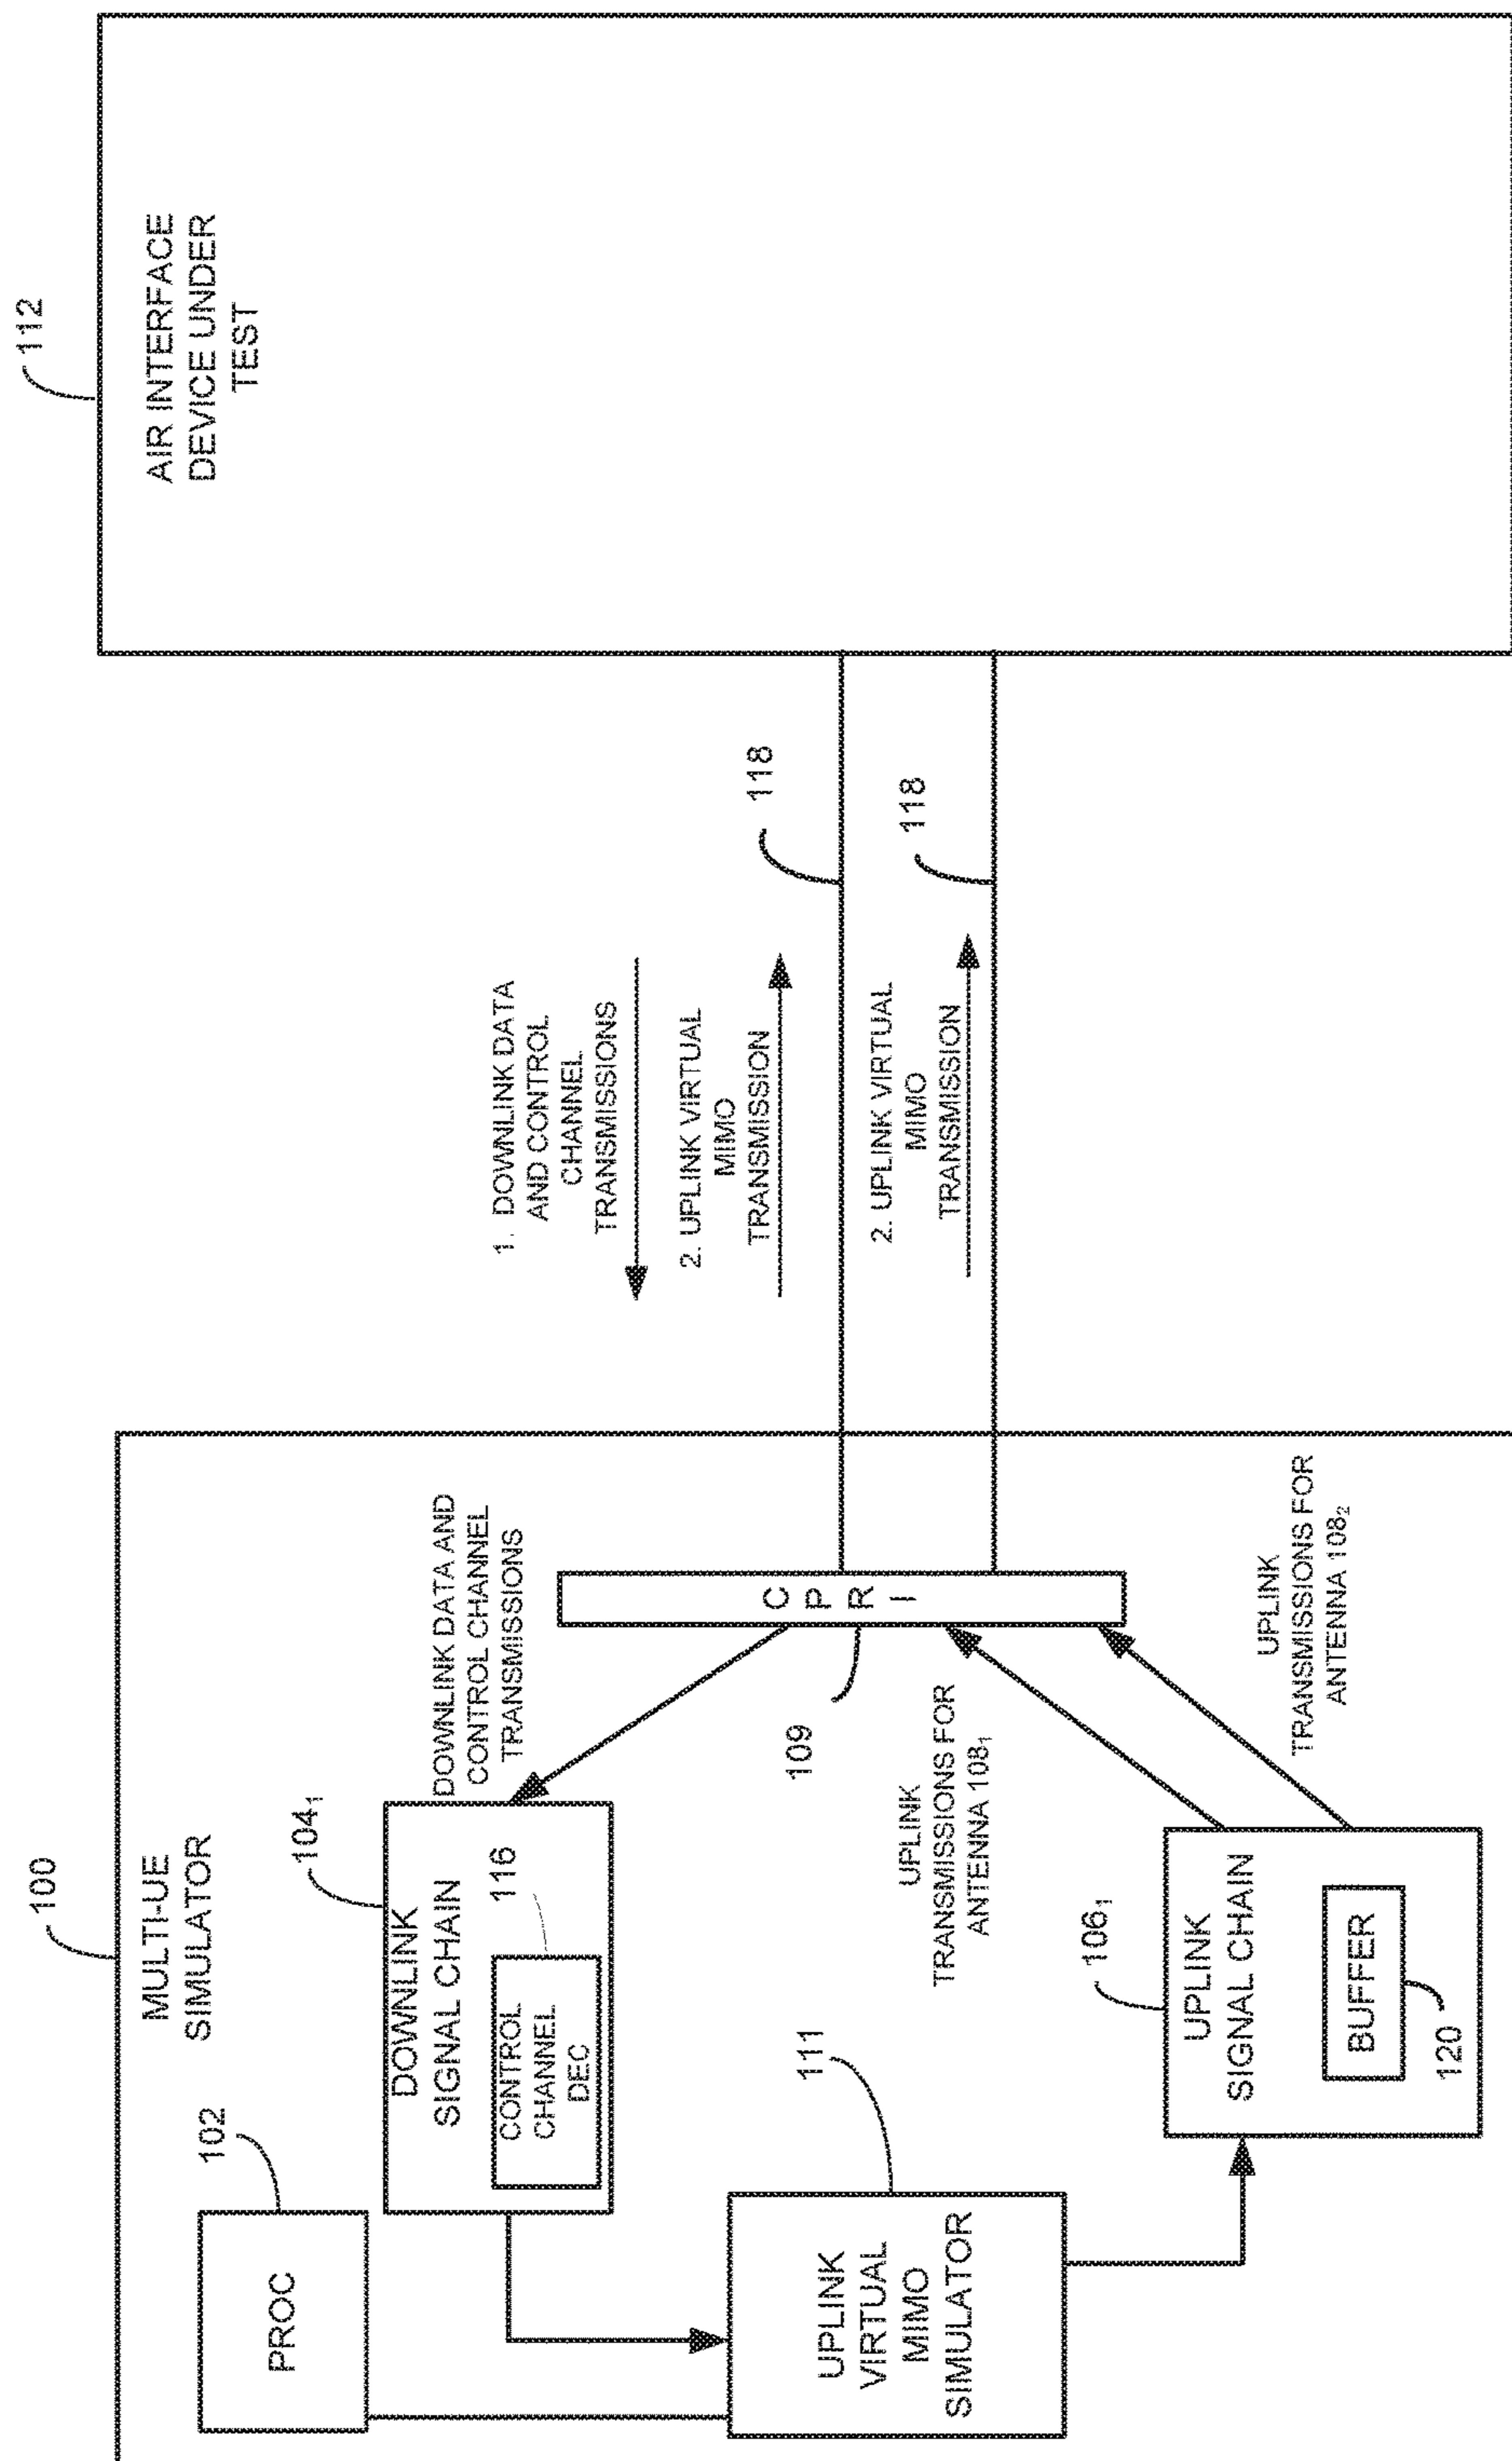 100
MULTI-UE
SIMULATOR
102
PROC
104₁
DOWNLINK
SIGNAL CHAIN
116
CONTROL
CHANNEL
DEC
DOWNLINK DATA AND
CONTROL CHANNEL
TRANSMISSIONS
111
UPLINK
VIRTUAL
MIMO
SIMULATOR
109
C
P
R
I
UPLINK
TRANSMISSIONS FOR
ANTENNA 108₁
106₁
UPLINK
SIGNAL CHAIN
BUFFER
120
UPLINK
TRANSMISSIONS FOR
ANTENNA 108₂
1. DOWNLINK DATA
AND CONTROL
CHANNEL
TRANSMISSIONS
2. UPLINK VIRTUAL
MIMO
TRANSMISSION
118
2. UPLINK VIRTUAL
MIMO
TRANSMISSION
118
112
AIR INTERFACE
DEVICE UNDER
TEST